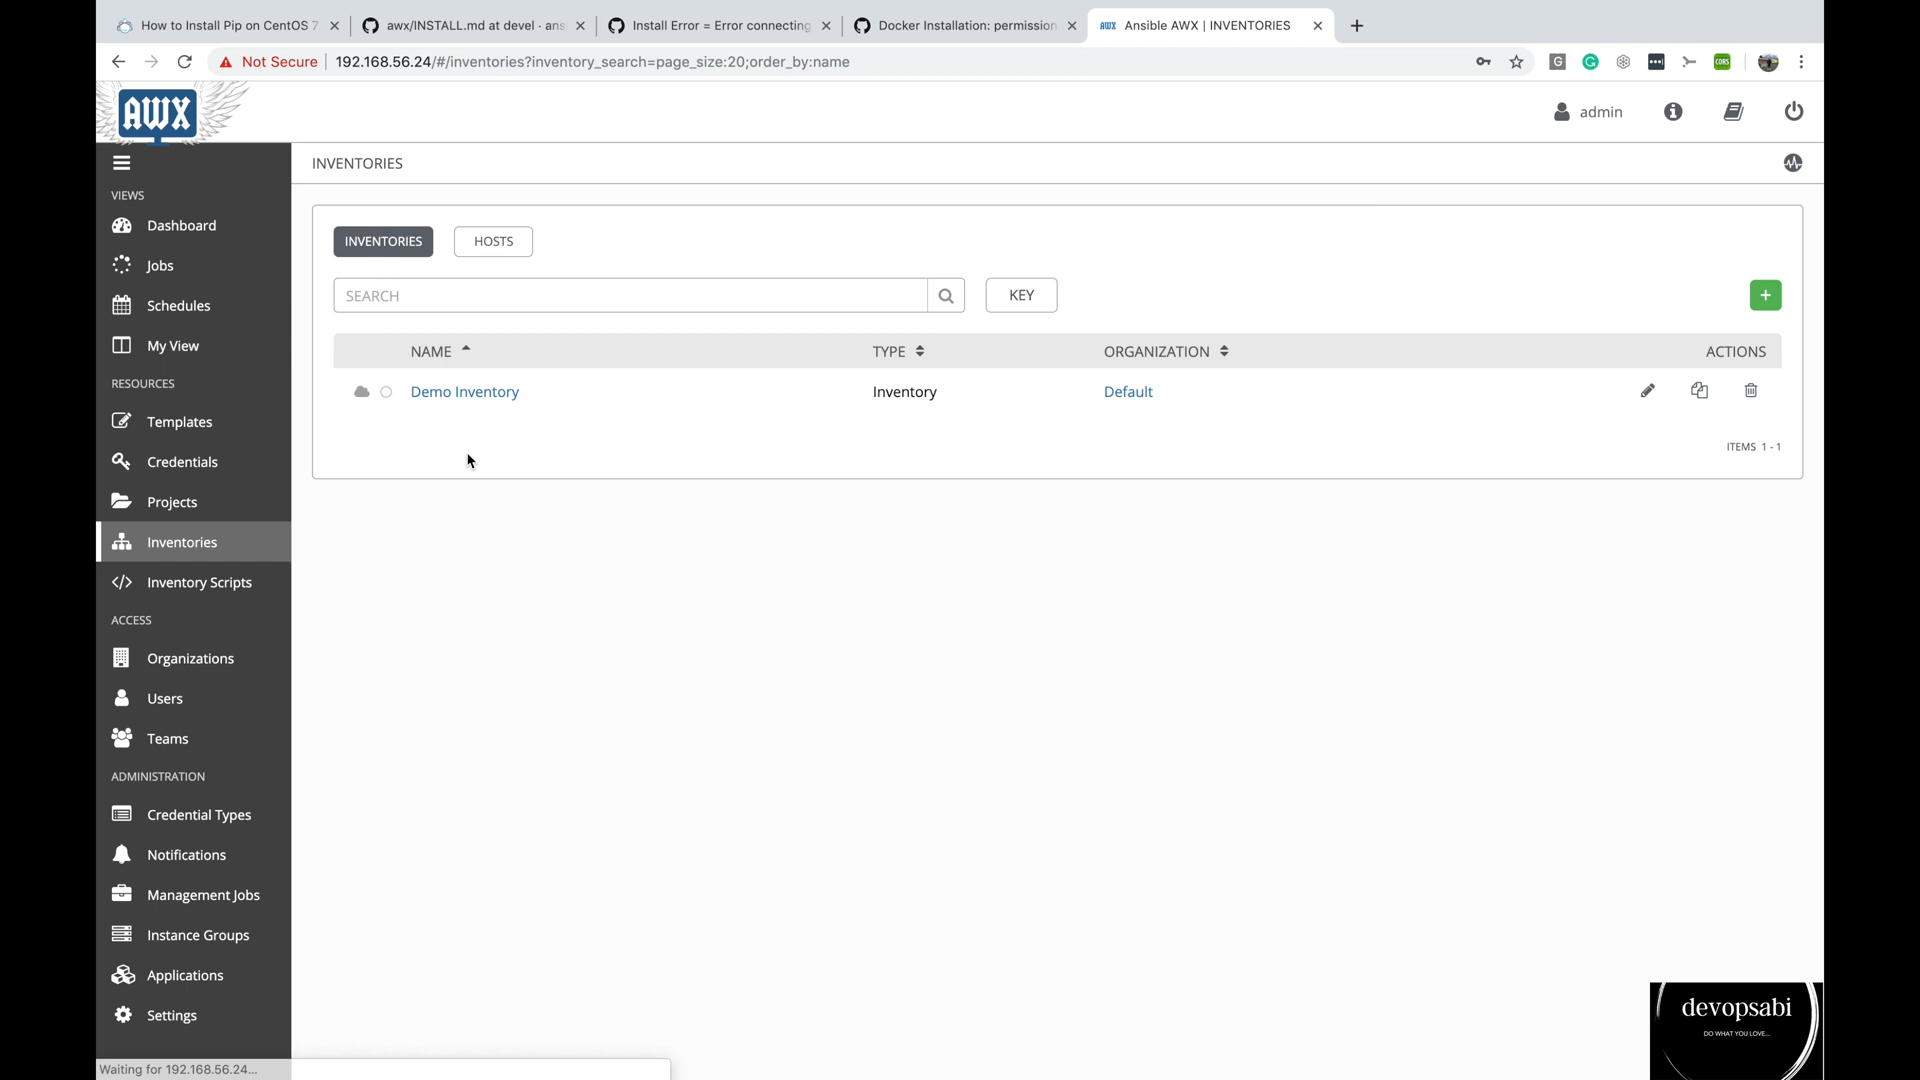 How to Install Pip on CentOS 7
awx/INSTALL.md at devel · ans
Install Error = Error connecting
Docker Installation: permission
AWX Ansible AWX | INVENTORIES
Not Secure 192.168.56.24/#/inventories?inventory_search=page_size:20;order_by:name
G
CORS
AWX
admin
INVENTORIES
VIEWS
Dashboard
Jobs
Schedules
My View
RESOURCES
Templates
Credentials
Projects
Inventories
Inventory Scripts
ACCESS
Organizations
Users
Teams
ADMINISTRATION
Credential Types
Notifications
Management Jobs
Instance Groups
Applications
Settings
INVENTORIES HOSTS
SEARCH KEY
NAME TYPE ORGANIZATION ACTIONS
Demo Inventory Inventory Default
ITEMS 1 - 1
Waiting for 192.168.56.24...
devopsabi
DO WHAT YOU LOVE...